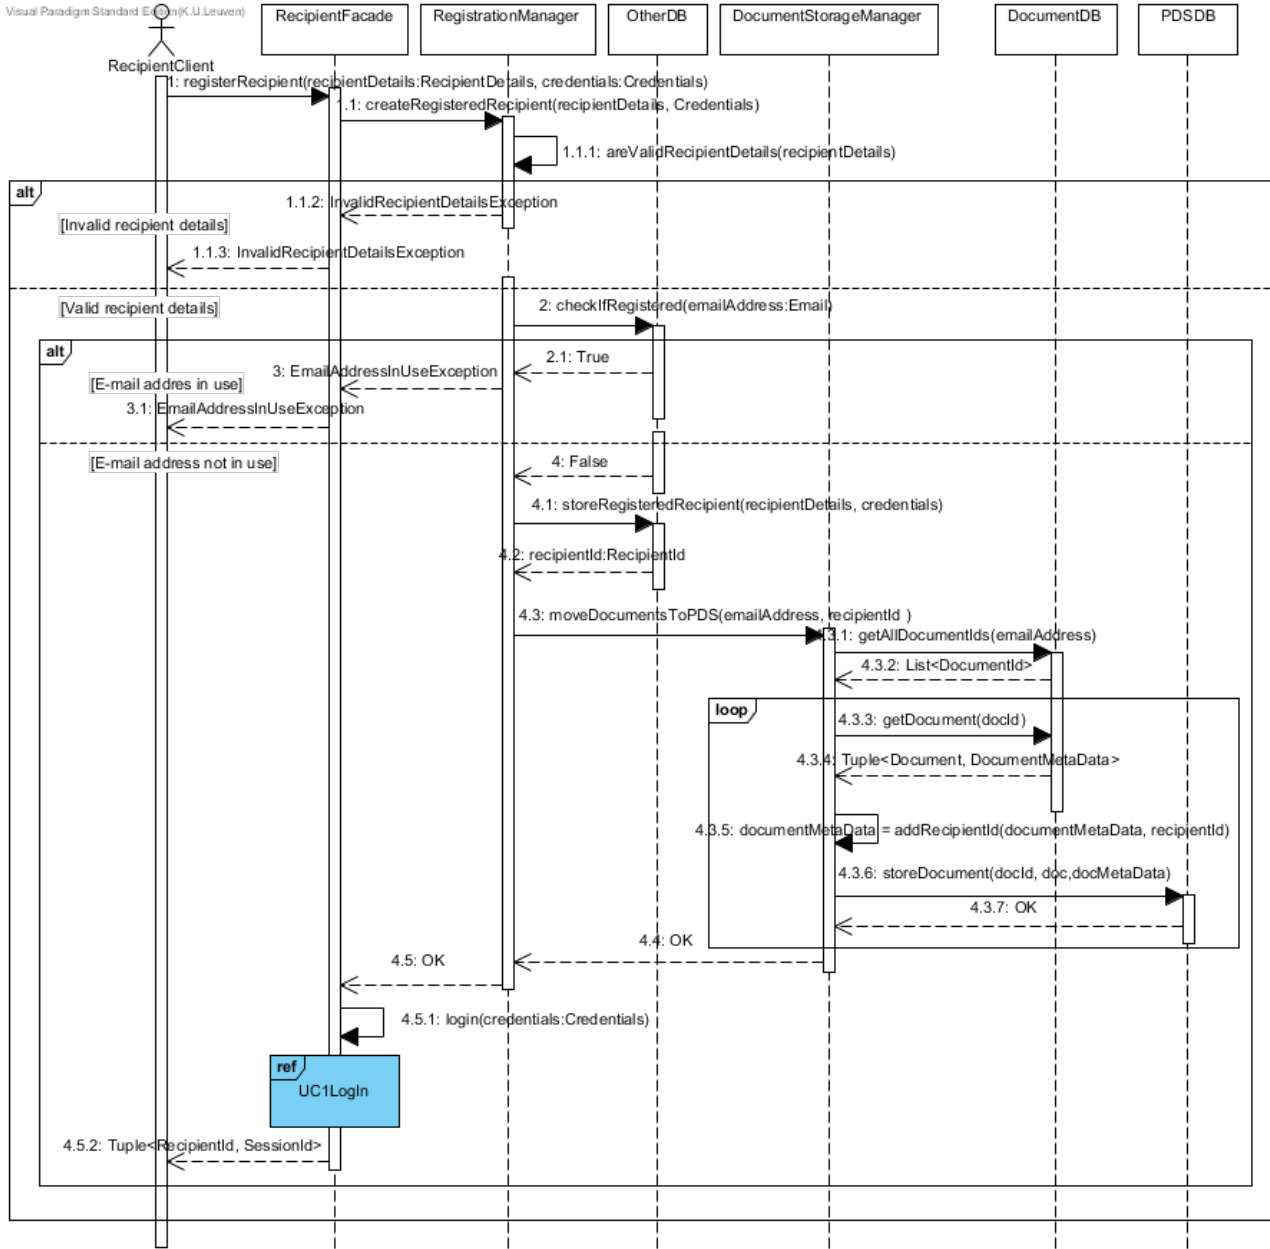 Visual Paradigm Standard Edition(K.U.Leuven)
RecipientClient
RecipientFacade
RegistrationManager
OtherDB
DocumentStorageManager
DocumentDB
PDSDB
1: registerRecipient(recipientDetails:RecipientDetails, credentials:Credentials)
1.1: createRegisteredRecipient(recipientDetails, Credentials)
1.1.1: areValidRecipientDetails(recipientDetails)
alt
1.1.2: InvalidRecipientDetailsException
[Invalid recipient details]
1.1.3: InvalidRecipientDetailsException
[Valid recipient details]
2: checkIfRegistered(emailAddress:Email)
alt
2.1: True
3: EmailAddressInUseException
[E-mail addres in use]
3.1: EmailAddressInUseException
[E-mail address not in use]
4: False
4.1: storeRegisteredRecipient(recipientDetails, credentials)
4.2: recipientId:RecipientId
4.3: moveDocumentsToPDS(emailAddress, recipientId )
4.3.1: getAllDocumentIds(emailAddress)
4.3.2: List<DocumentId>
loop
4.3.3: getDocument(docId)
4.3.4: Tuple<Document, DocumentMetaData>
4.3.5: documentMetaData = addRecipientId(documentMetaData, recipientId)
4.3.6: storeDocument(docId, doc,docMetaData)
4.3.7: OK
4.4: OK
4.5: OK
4.5.1: login(credentials:Credentials)
ref
UC1LogIn
4.5.2: Tuple<RecipientId, SessionId>